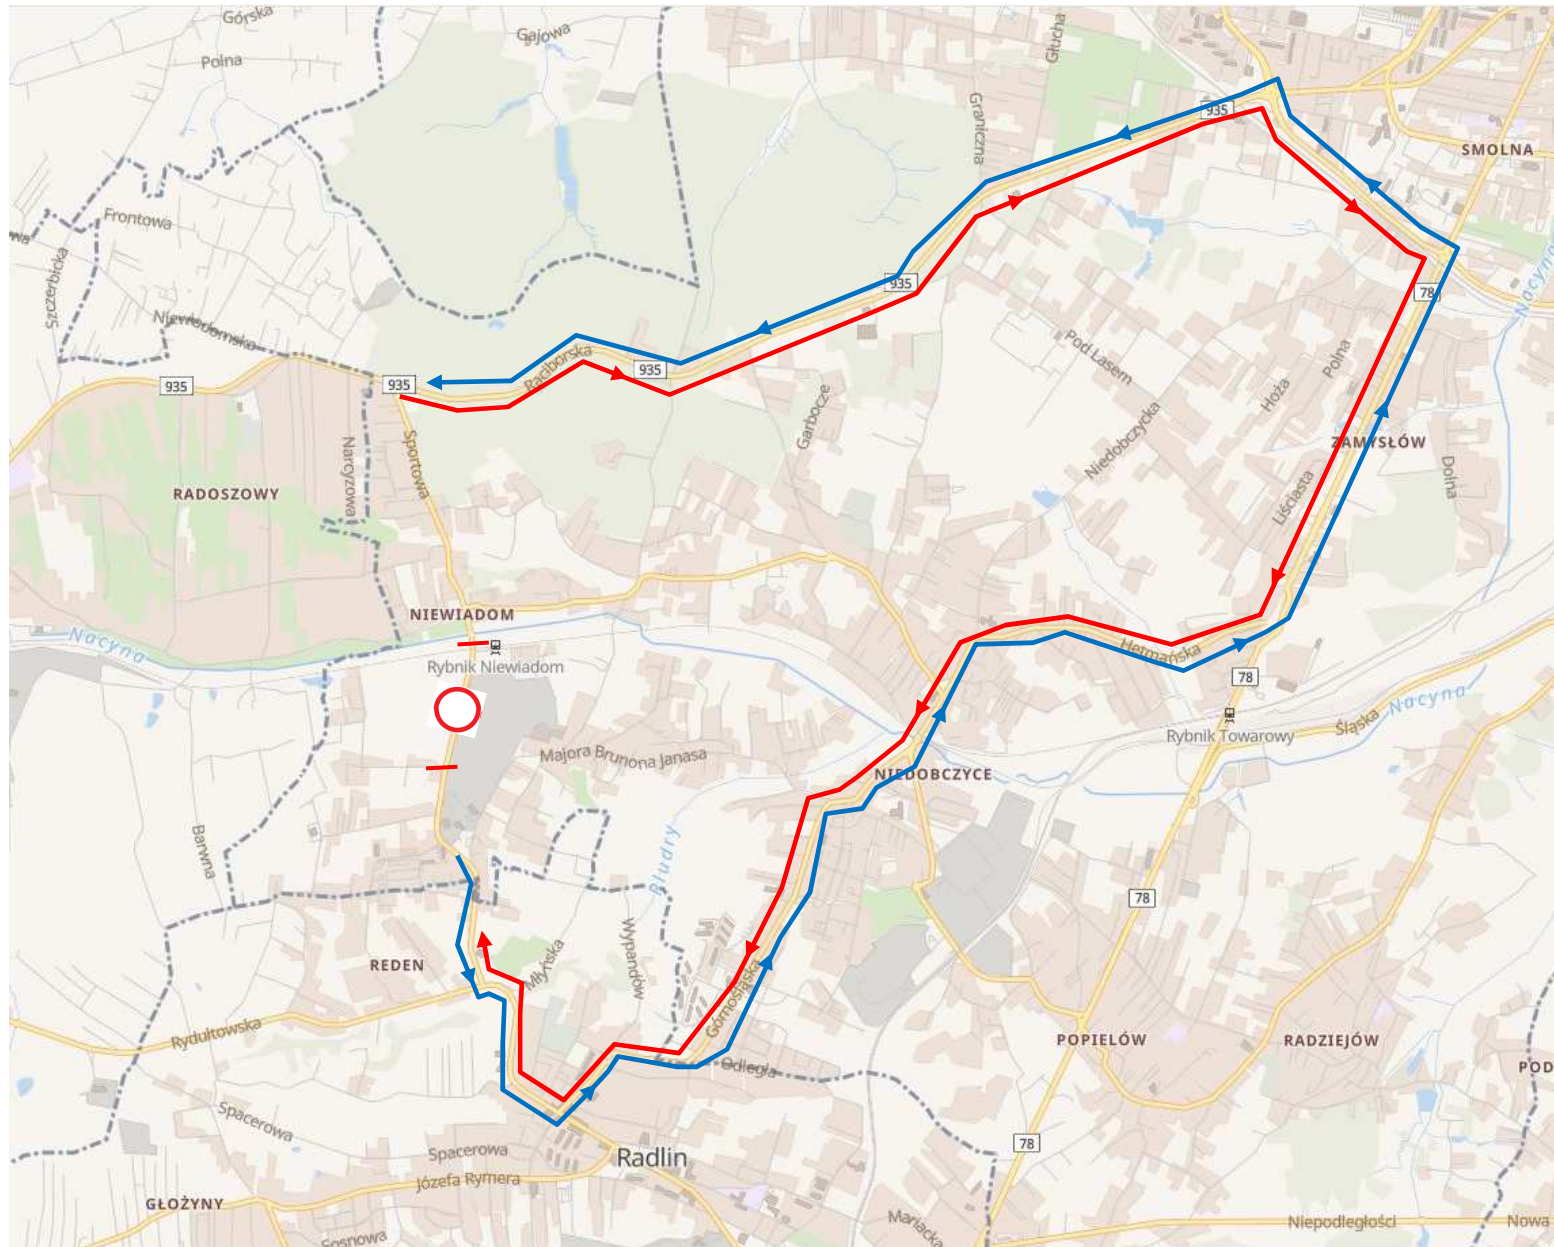 Górska
Gajowa
Głucha
Polna
Graniczna
935
SMOLNA
Frontowa
wa
Szczerbicka
Nacyna
935
78
Niewiadomska
Raciborska
935
935
935
Pod Lasem
Polna
Hoża
Garbocze
Niedobczycka
ZAMYSŁÓW
Sportowa
Narcyzowa
Dolna
RADOSZOWY
Liściasta
NIEWIADOM
Nacyna
Rybnik Niewiadom
Hetmańska
78
Nacyna
Śląska
Rybnik Towarowy
Majora Brunona Janasa
NIEDOBCZYCE
Barwna
78
REDEN
Młyńska
Wypandów
Górnośląska
Rydułtowska
Odległa
POPIELÓW
RADZIEJÓW
POD
Spacerowa
Spacerowa
Radlin
78
Józefa Rymera
GŁOŻYNY
Mariacka
Niepodległości
Nowa
Sosnowa